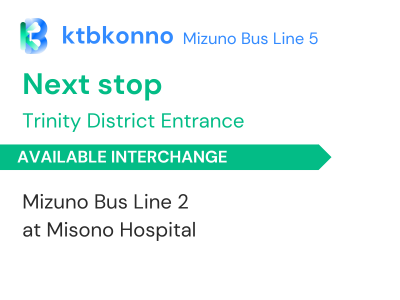 ktbkonno Mizuno Bus Line 5
Next stop
Trinity District Entrance
AVAILABLE INTERCHANGE
Mizuno Bus Line 2
at Misono Hospital